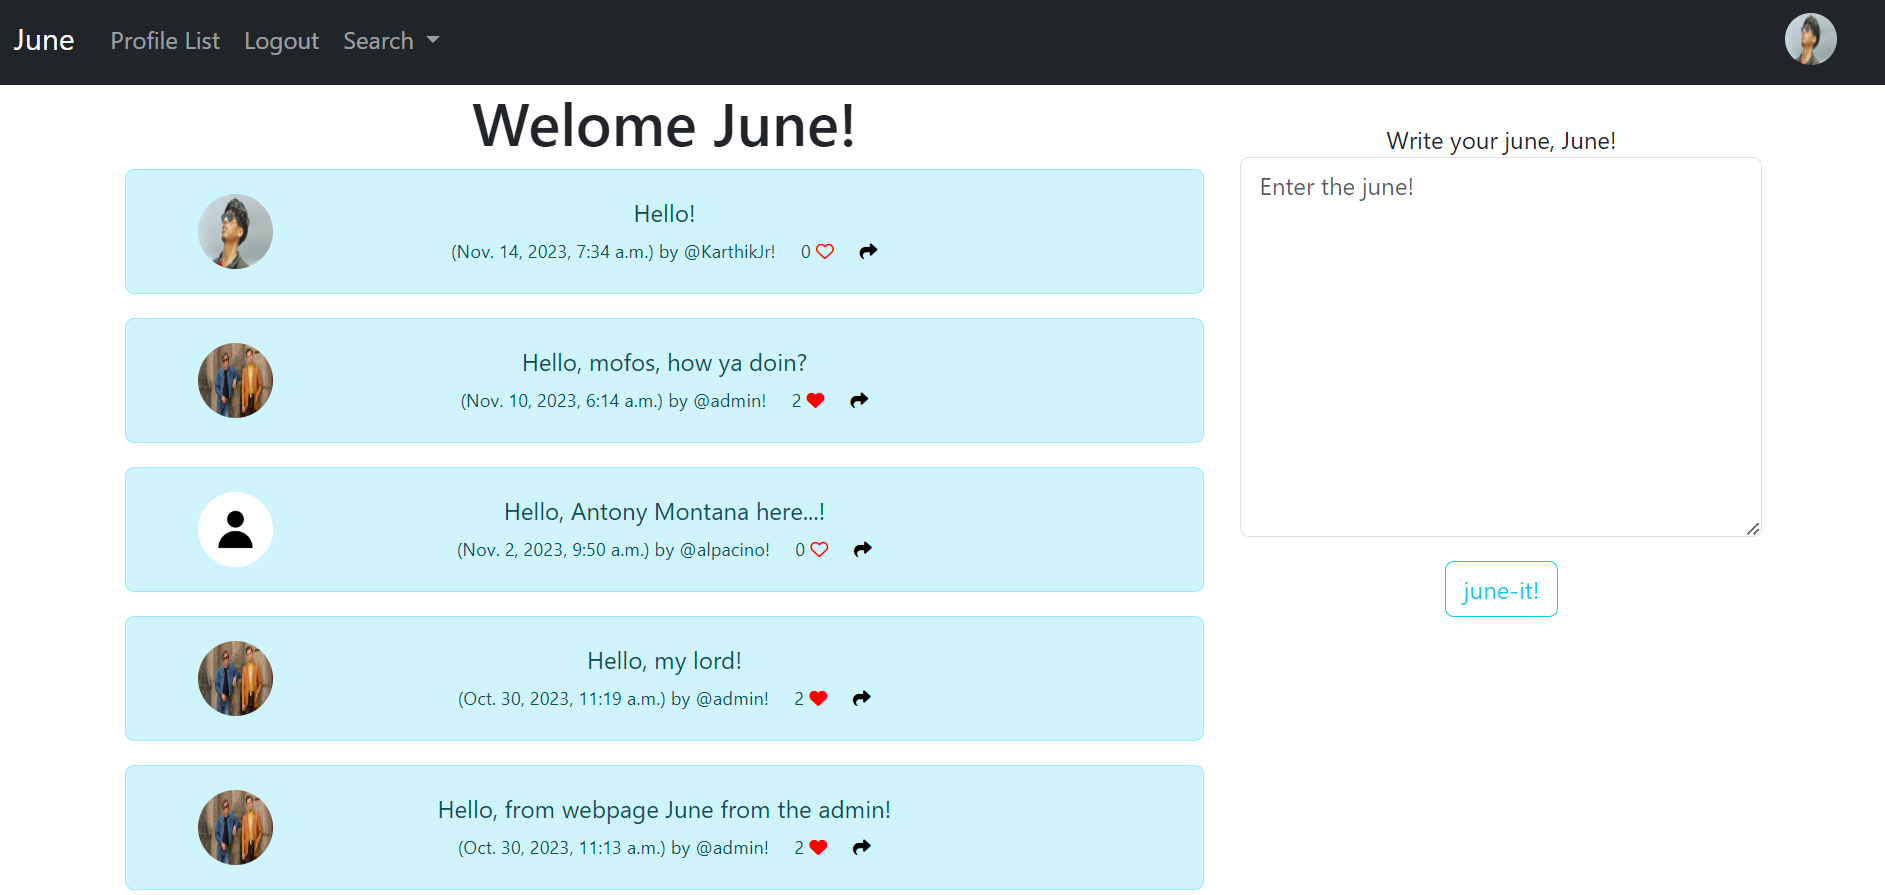 June Profile List Logout Search
Welome June!
Hello!
(Nov. 14, 2023, 7:34 a.m.) by @KarthikJr! 0
Hello, mofos, how ya doin?
(Nov. 10, 2023, 6:14 a.m.) by @admin! 2
Hello, Antony Montana here...!
(Nov. 2, 2023, 9:50 a.m.) by @alpacino! 0
Hello, my lord!
(Oct. 30, 2023, 11:19 a.m.) by @admin! 2
Hello, from webpage June from the admin!
(Oct. 30, 2023, 11:13 a.m.) by @admin! 2
Write your june, June!
Enter the june!
june-it!